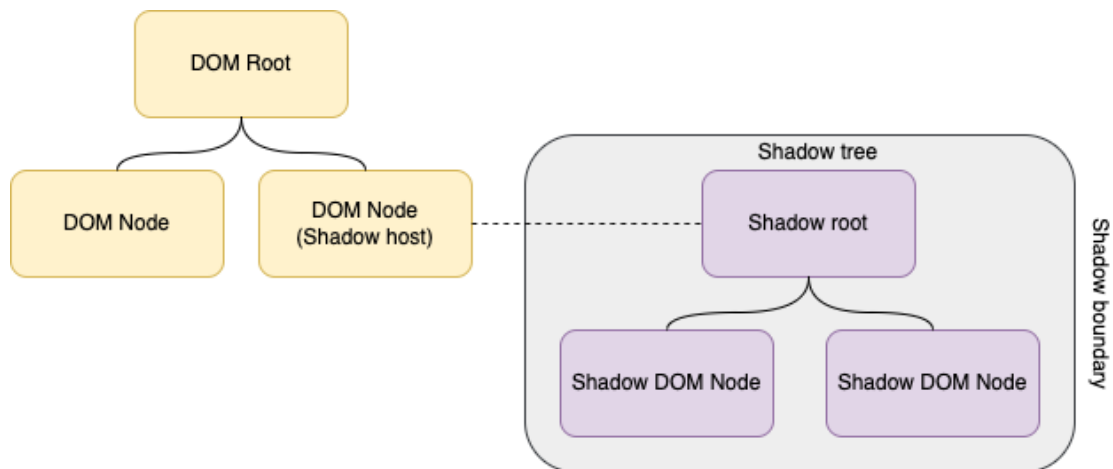 DOM Root
DOM Node
DOM Node
(Shadow host)
Shadow tree
Shadow root
Shadow DOM Node
Shadow DOM Node
Shadow boundary